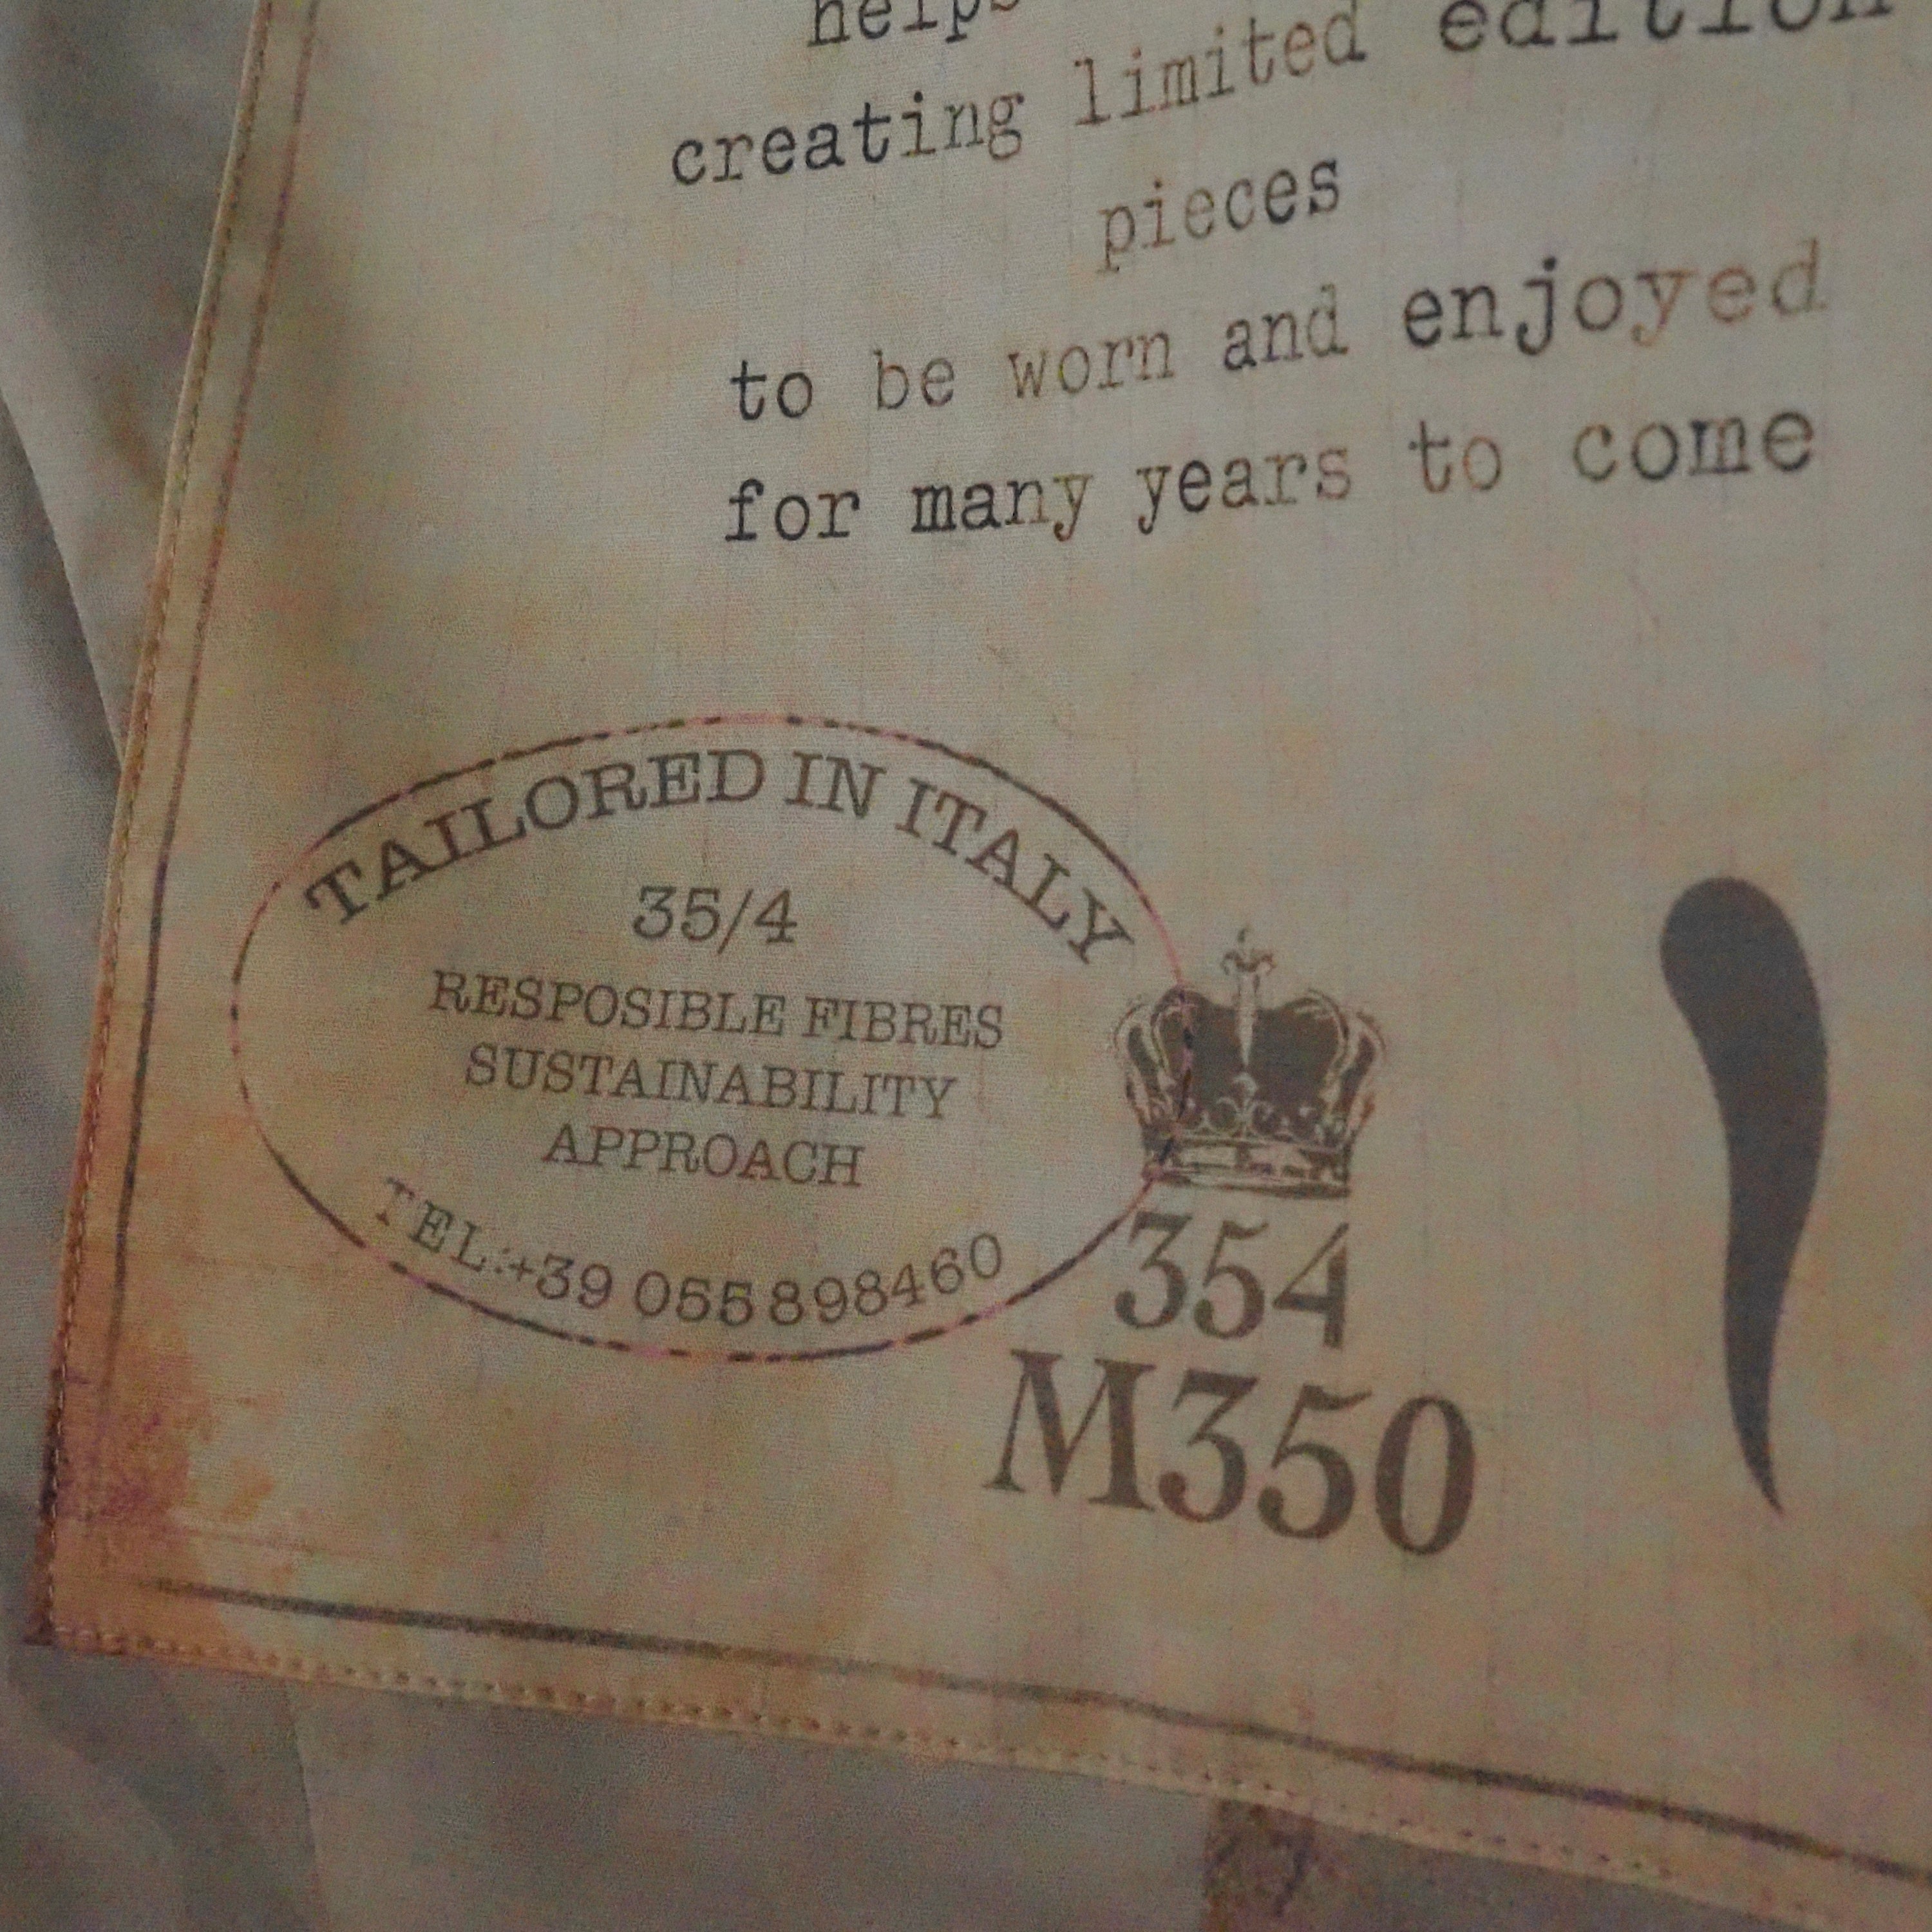 helps
creating limited edition
pieces
to be worn and enjoyed
for many years to come
TAILORED IN ITALY
35/4
RESPOSIBLE FIBRES
SUSTAINABILITY
APPROACH
TEL:+39 055 898460
354
M350